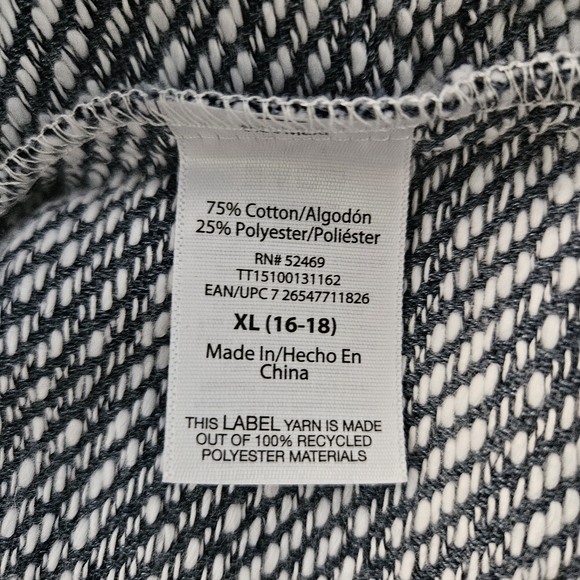 75% Cotton/Algodón
25% Polyester/Poliéster
RN# 52469
TT15100131162
EAN/UPC 7 26547711826
XL (16-18)
Made In/Hecho En
China
THIS LABEL YARN IS MADE
OUT OF 100% RECYCLED
POLYESTER MATERIALS